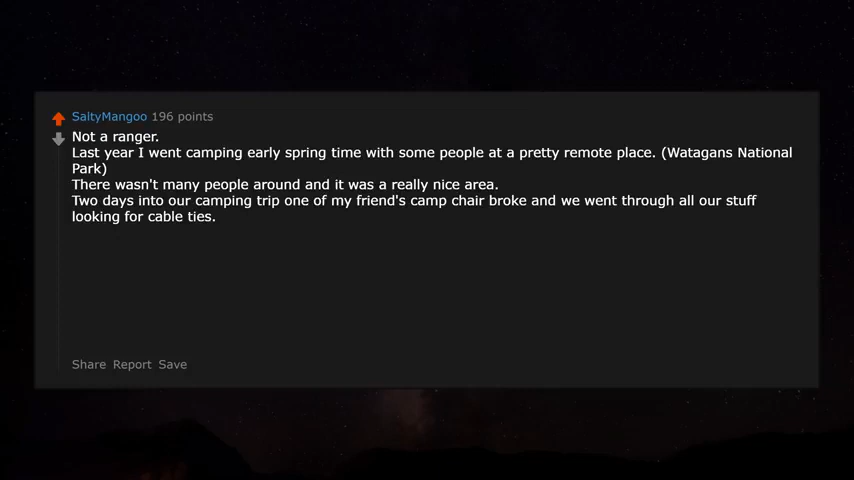 SaltyMangoo 196 points
Not a ranger.
Last year I went camping early spring time with some people at a pretty remote place. (Watagans National
Park)
There wasn't many people around and it was a really nice area.
Two days into our camping trip one of my friend's camp chair broke and we went through all our stuff
looking for cable ties.
Share Report Save